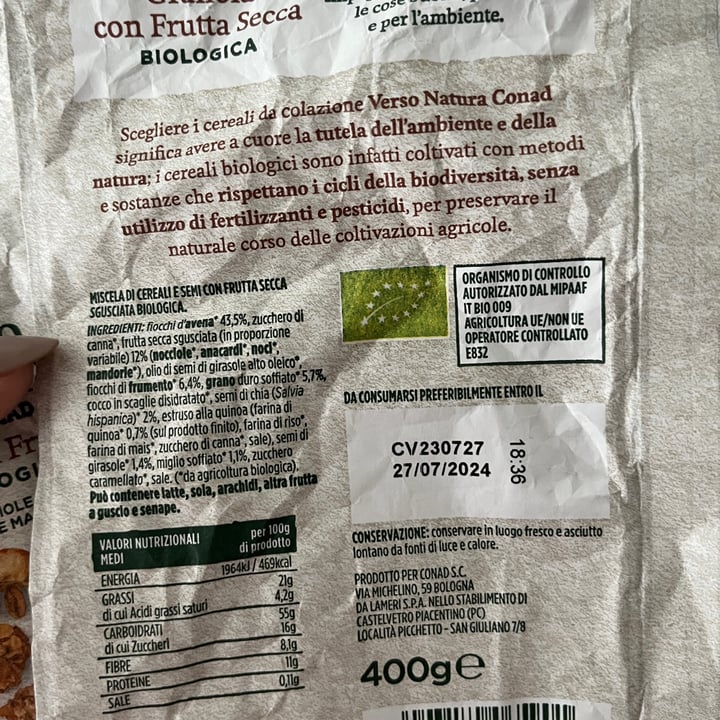 con Frutta Secca
BIOLOGICA
le cose
e per l'ambiente.
Scegliere i cereali da colazione Verso Natura Conad
significa avere a cuore la tutela dell'ambiente e della
natura; i cereali biologici sono infatti coltivati con metodi
e sostanze che rispettano i cicli della biodiversità, senza
utilizzo di fertilizzanti e pesticidi, per preservare il
naturale corso delle coltivazioni agricole.
MISCELA DI CEREALI E SEMI CON FRUTTA SECCA
SGUSCIATA BIOLOGICA.
INGREDIENTI: fiocchi d'avena* 43,5%, zucchero di
canna*, frutta secca sgusciata (in proporzione
variabile) 12% (nocciole*, anacardi*, noci*,
mandorle*), olio di semi di girasole alto oleico*,
fiocchi di frumento* 6,4%, grano duro soffiato* 5,7%,
cocco in scaglie disidratato*, semi di chia (Salvia
hispanica)* 2%, estruso alla quinoa (farina di
quinoa* 0,7% (sul prodotto finito), farina di riso*,
farina di mais*, zucchero di canna*, sale), semi di
girasole* 1,4%, miglio soffiato* 1,1%, zucchero
caramellato*, sale. (*da agricoltura biologica).
Può contenere latte, soia, arachidi, altra frutta
a guscio e senape.
VALORI NUTRIZIONALI
MEDI
per 100g
di prodotto
ENERGIA 1964kJ / 469kcal
GRASSI 21g
di cui Acidi grassi saturi 4,2g
CARBOIDRATI 55g
di cui Zuccheri 16g
FIBRE 8,1g
PROTEINE 11g
SALE 0,11g
ORGANISMO DI CONTROLLO
AUTORIZZATO DAL MIPAAF
IT BIO 009
AGRICOLTURA UE/NON UE
OPERATORE CONTROLLATO
E832
DA CONSUMARSI PREFERIBILMENTE ENTRO IL
CV230727
27/07/2024
18:36
CONSERVAZIONE: conservare in luogo fresco e asciutto
lontano da fonti di luce e calore.
PRODOTTO PER CONAD S.C.
VIA MICHELINO, 59 BOLOGNA
DA LAMERI S.P.A. NELLO STABILIMENTO DI
CASTELVETRO PIACENTINO (PC)
LOCALITÀ PICCHETTO - SAN GIULIANO 7/8
400g e